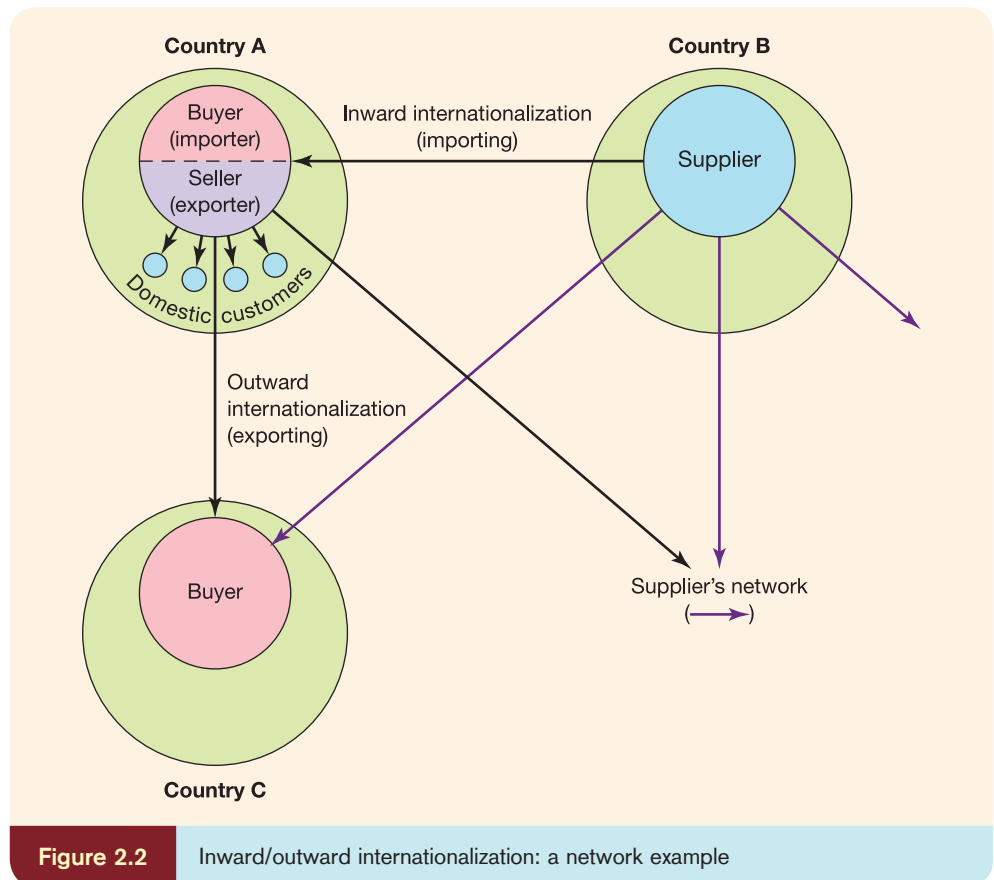 Country A
Country B
Buyer
(importer)
Seller
(exporter)
Domestic customers
Inward internationalization
(importing)
Supplier
Outward
internationalization
(exporting)
Buyer
Supplier's network
( )
Country C
Figure 2.2
Inward/outward internationalization: a network example